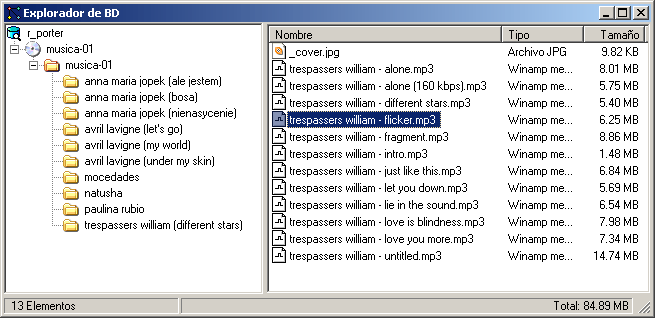 Explorador de BD
r_porter
musica-01
musica-01
anna maria jopek (ale jestem)
anna maria jopek (bosa)
anna maria jopek (nienasycenie)
avril lavigne (let's go)
avril lavigne (my world)
avril lavigne (under my skin)
mocedades
natusha
paulina rubio
trespassers william (different stars)
Nombre Tipo Tamaño
_cover.jpg Archivo JPG 9.82 KB
trespassers william - alone.mp3 Winamp me... 8.01 MB
trespassers william - alone (160 kbps).mp3 Winamp me... 5.75 MB
trespassers william - different stars.mp3 Winamp me... 5.40 MB
trespassers william - flicker.mp3 Winamp me... 6.25 MB
trespassers william - fragment.mp3 Winamp me... 8.86 MB
trespassers william - intro.mp3 Winamp me... 1.48 MB
trespassers william - just like this.mp3 Winamp me... 6.84 MB
trespassers william - let you down.mp3 Winamp me... 5.69 MB
trespassers william - lie in the sound.mp3 Winamp me... 6.54 MB
trespassers william - love is blindness.mp3 Winamp me... 7.98 MB
trespassers william - love you more.mp3 Winamp me... 7.34 MB
trespassers william - untitled.mp3 Winamp me... 14.74 MB
13 Elementos Total: 84.89 MB